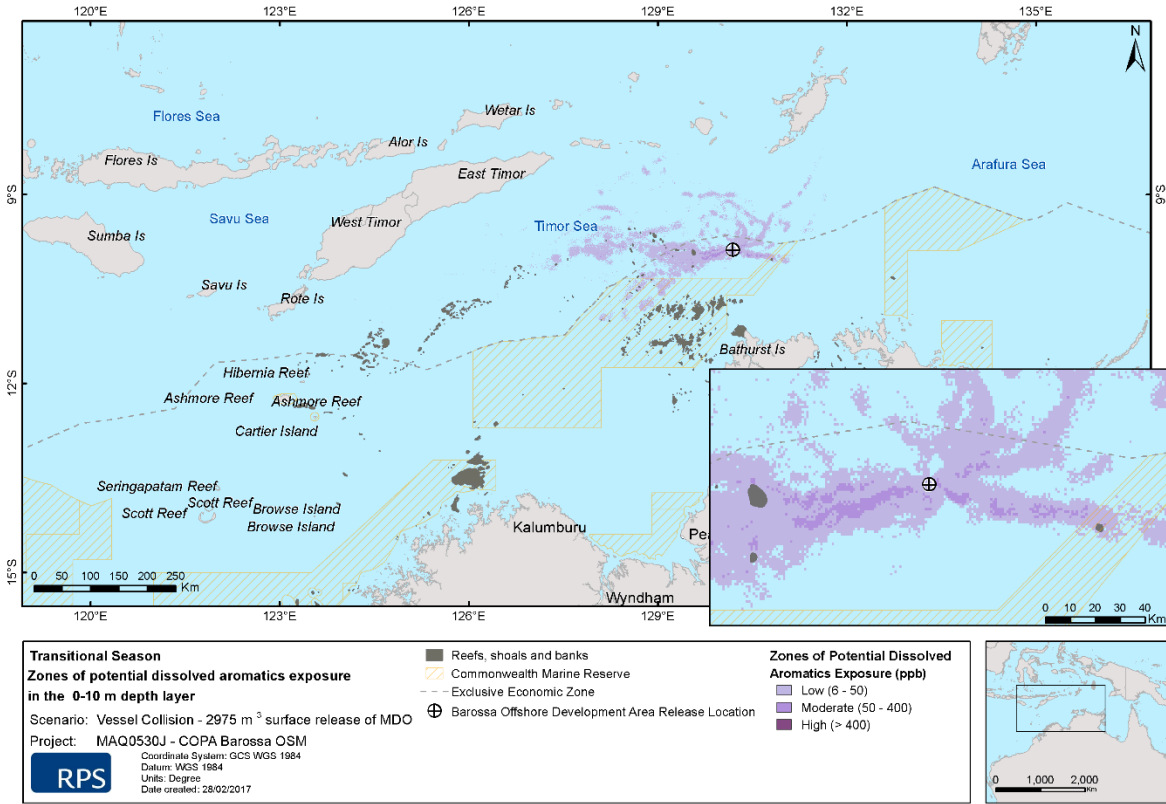 120°E 123°E 126°E 129°E 132°E 135°E
N
Wetar Is
Flores Sea
Alor Is
Flores Is
East Timor
Arafura Sea
9°S 9°S
Savu Sea
West Timor
Timor Sea
Sumba Is
Savu Is
Rote Is
Bathurst Is
Hibernia Reef
12°S
Ashmore Reef
Ashmore Reef
Cartier Island
Seringapatam Reef
Scott Reef
Browse Island
Scott Reef
Browse Island
Kalumburu
Pe
15°S
0 50 100 150 200 250
Km
Wyndham
0 10 20 30 40
Km
120°E 123°E 126°E 129°E
Transitional Season
Zones of potential dissolved aromatics exposure
in the 0-10 m depth layer
Scenario: Vessel Collision - 2975 m³ surface release of MDO
Project: MAQ0530J - COPA Barossa OSM
RPS
Coordinate System: GCS WGS 1984
Datum: WGS 1984
Units: Degree
Date created: 28/02/2017
Reefs, shoals and banks
Commonwealth Marine Reserve
Exclusive Economic Zone
Barossa Offshore Development Area Release Location
Zones of Potential Dissolved
Aromatics Exposure (ppb)
Low (6 - 50)
Moderate (50 - 400)
High (> 400)
0 1,000 2,000
Km